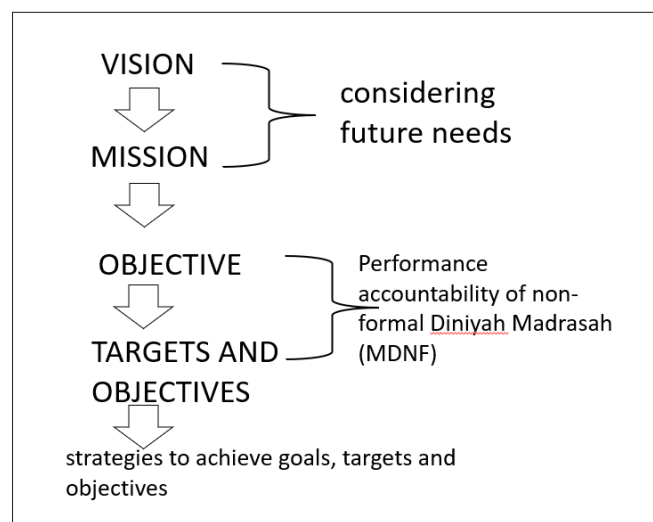 VISION
considering
future needs
MISSION
OBJECTIVE
Performance
accountability of non-
formal Diniyah Madrasah
(MDNF)
TARGETS AND
OBJECTIVES
strategies to achieve goals, targets and
objectives